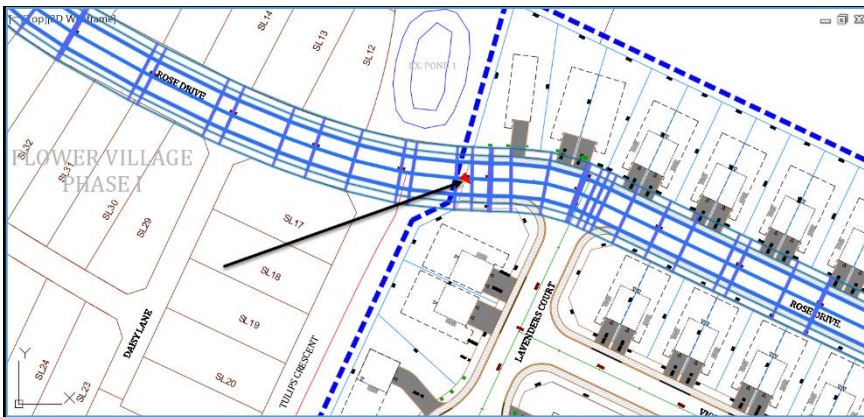 [-][Top][2D Wireframe]
SL14
SL13
SL12
EX. POND 1
ROSE DRIVE
SL32
FLOWER VILLAGE
PHASE I
SL31
SL30
SL29
SL17
SL18
SL19
SL20
DAISY LANE
TULIPS CRESCENT
LAVENDERS COURT
ROSE DRIVE
SL24
SL23
Y
X